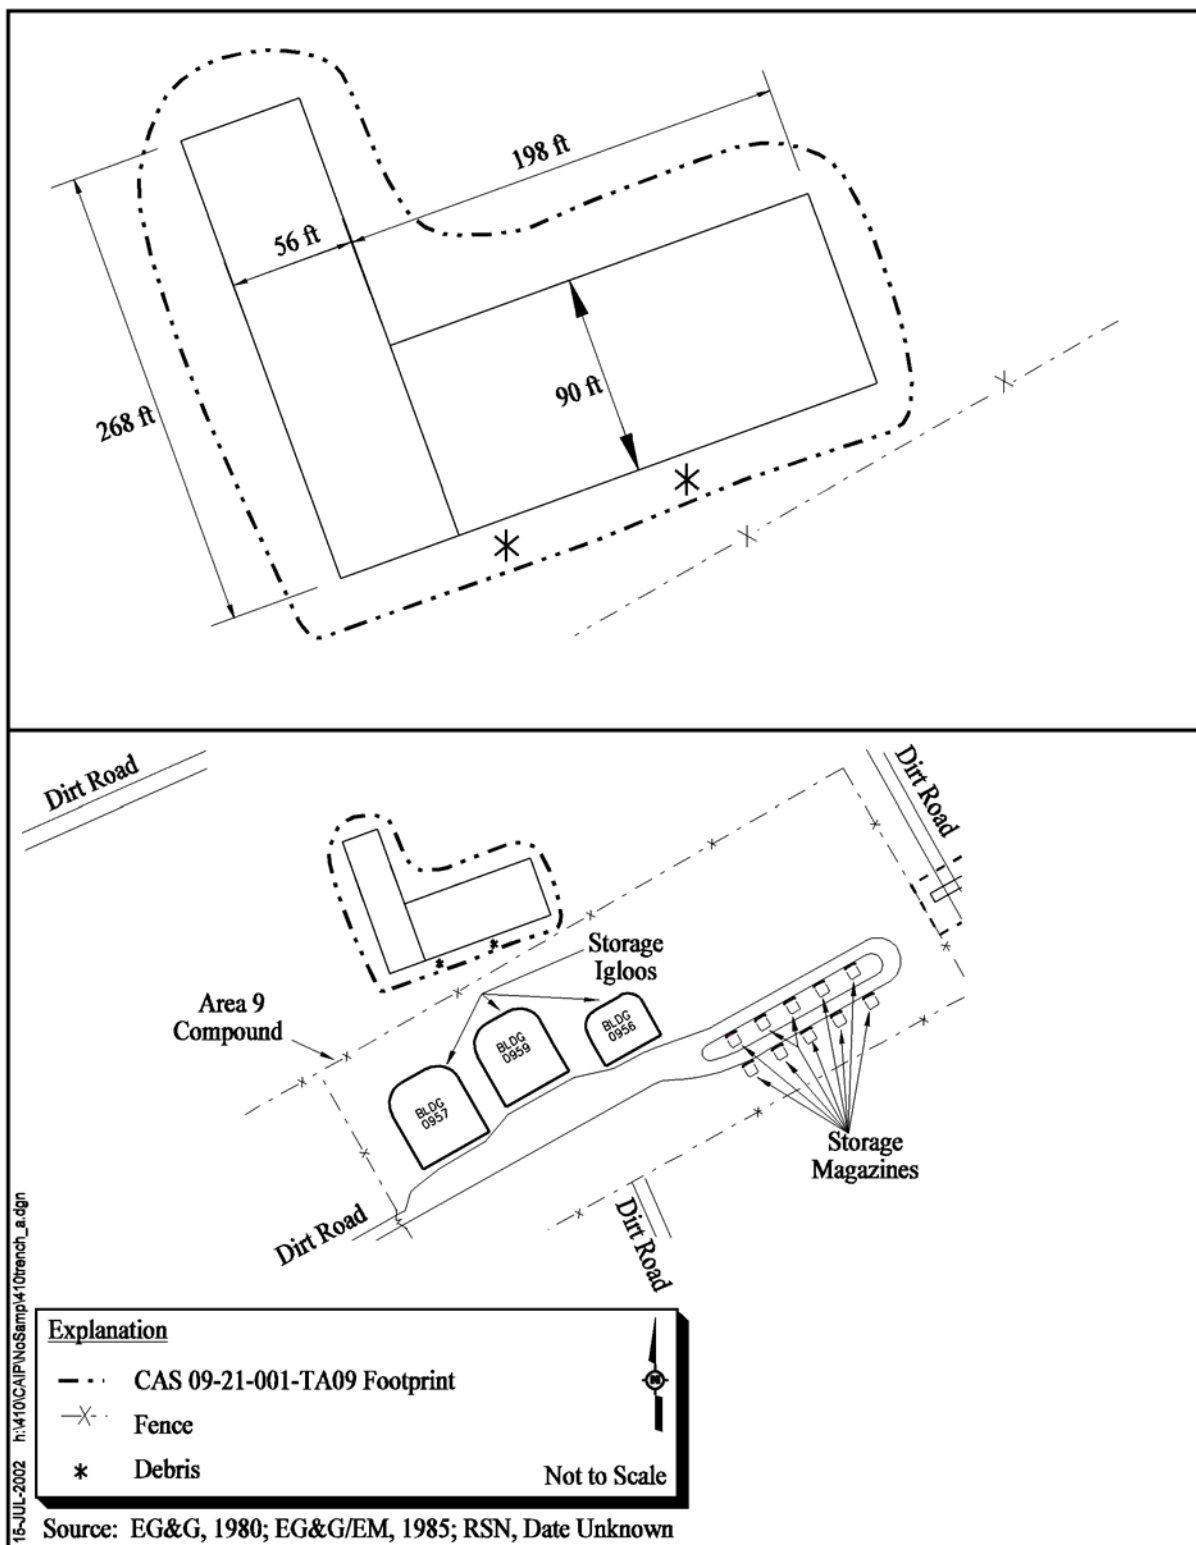 198 ft
56 ft
268 ft
90 ft
Dirt Road
Dirt Road
Storage
Igloos
Area 9
Compound
BLDG
0956
BLDG
0959
BLDG
0957
Storage
Magazines
Dirt Road
Dirt Road
Explanation
CAS 09-21-001-TA09 Footprint
Fence
Debris
N
Not to Scale
15-JUL-2002 h:\410\CAIP\NoSamp\410trench_a.dgn
Source: EG&G, 1980; EG&G/EM, 1985; RSN, Date Unknown